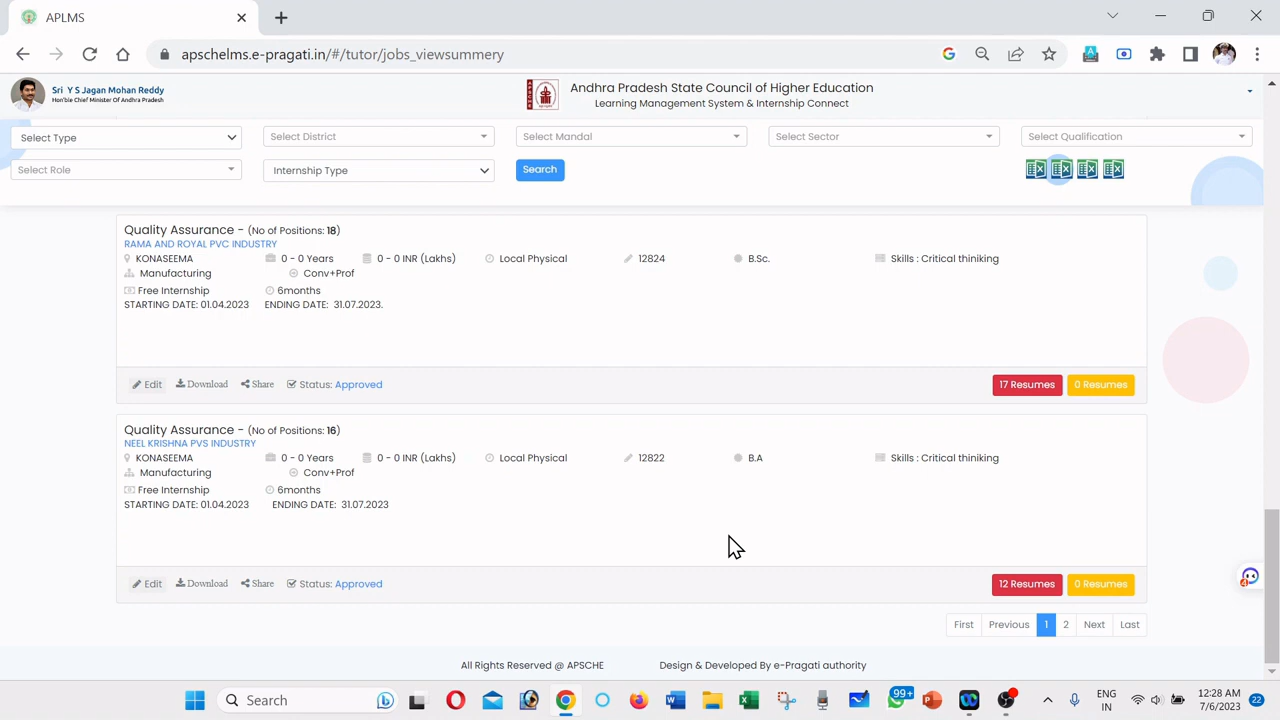 APLMS
apschelms.e-pragati.in/#/tutor/jobs_viewsummery
Sri Y S Jagan Mohan Reddy
Hon'ble Chief Minister Of Andhra Pradesh
Andhra Pradesh State Council of Higher Education
Learning Management System & Internship Connect
Select Type Select District Select Mandal Select Sector Select Qualification
Select Role Internship Type Search
Quality Assurance - (No of Positions: 18)
RAMA AND ROYAL PVC INDUSTRY
KONASEEMA 0 - 0 Years 0 - 0 INR (Lakhs) Local Physical 12824 B.Sc. Skills : Critical thiniking
Manufacturing Conv+Prof
Free Internship 6months
STARTING DATE: 01.04.2023 ENDING DATE: 31.07.2023.
Edit Download Share Status: Approved 17 Resumes 0 Resumes
Quality Assurance - (No of Positions: 16)
NEEL KRISHNA PVS INDUSTRY
KONASEEMA 0 - 0 Years 0 - 0 INR (Lakhs) Local Physical 12822 B.A Skills : Critical thiniking
Manufacturing Conv+Prof
Free Internship 6months
STARTING DATE: 01.04.2023 ENDING DATE: 31.07.2023
Edit Download Share Status: Approved 12 Resumes 0 Resumes
First Previous 1 2 Next Last
All Rights Reserved @ APSCHE Design & Developed By e-Pragati authority
Search 99+ ENG 12:28 AM
IN 7/6/2023 22